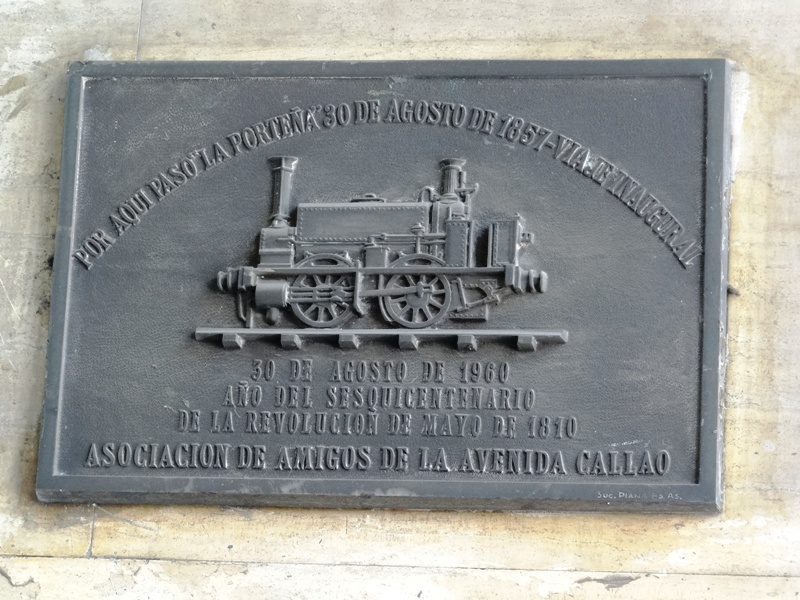 POR AQUI PASO "LA PORTEÑA" 30 DE AGOSTO DE 1857-VIAJE INAUGURAL
30 DE AGOSTO DE 1960
AÑO DEL SESQUICENTENARIO
DE LA REVOLUCION DE MAYO DE 1810
ASOCIACION DE AMIGOS DE LA AVENIDA CALLAO
SUC.